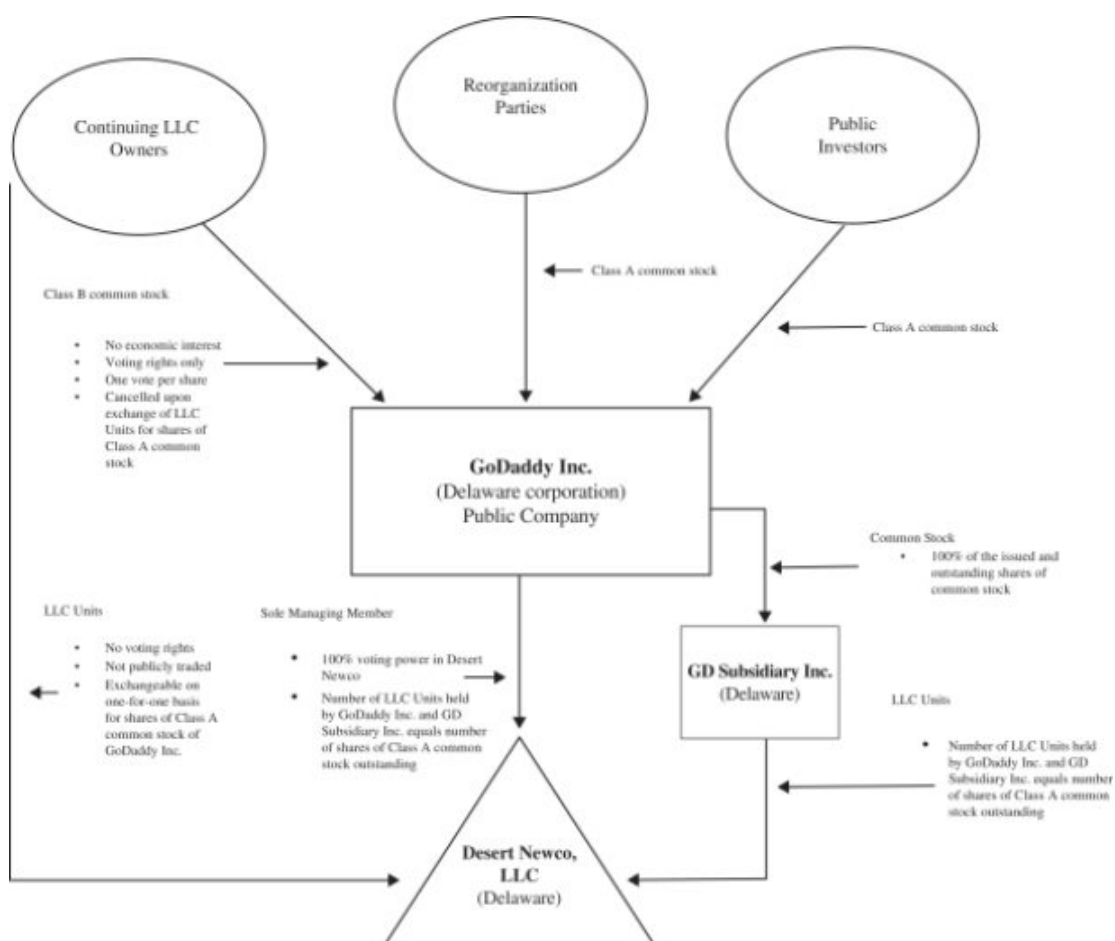 Continuing LLC
Owners
Reorganization
Parties
Public
Investors
Class A common stock
Class B common stock
• No economic interest
• Voting rights only
• One vote per share
• Cancelled upon
exchange of LLC
Units for shares of
Class A common
stock
Class A common stock
GoDaddy Inc.
(Delaware corporation)
Public Company
Common Stock
• 100% of the issued and
outstanding shares of
common stock
LLC Units
• No voting rights
• Not publicly traded
• Exchangeable on
one-for-one basis
for shares of Class A
common stock of
GoDaddy Inc.
Sole Managing Member
• 100% voting power in Desert
Newco
• Number of LLC Units held
by GoDaddy Inc. and GD
Subsidiary Inc. equals number
of shares of Class A common
stock outstanding
GD Subsidiary Inc.
(Delaware)
LLC Units
• Number of LLC Units held
by GoDaddy Inc. and GD
Subsidiary Inc. equals number
of shares of Class A common
stock outstanding
Desert Newco,
LLC
(Delaware)